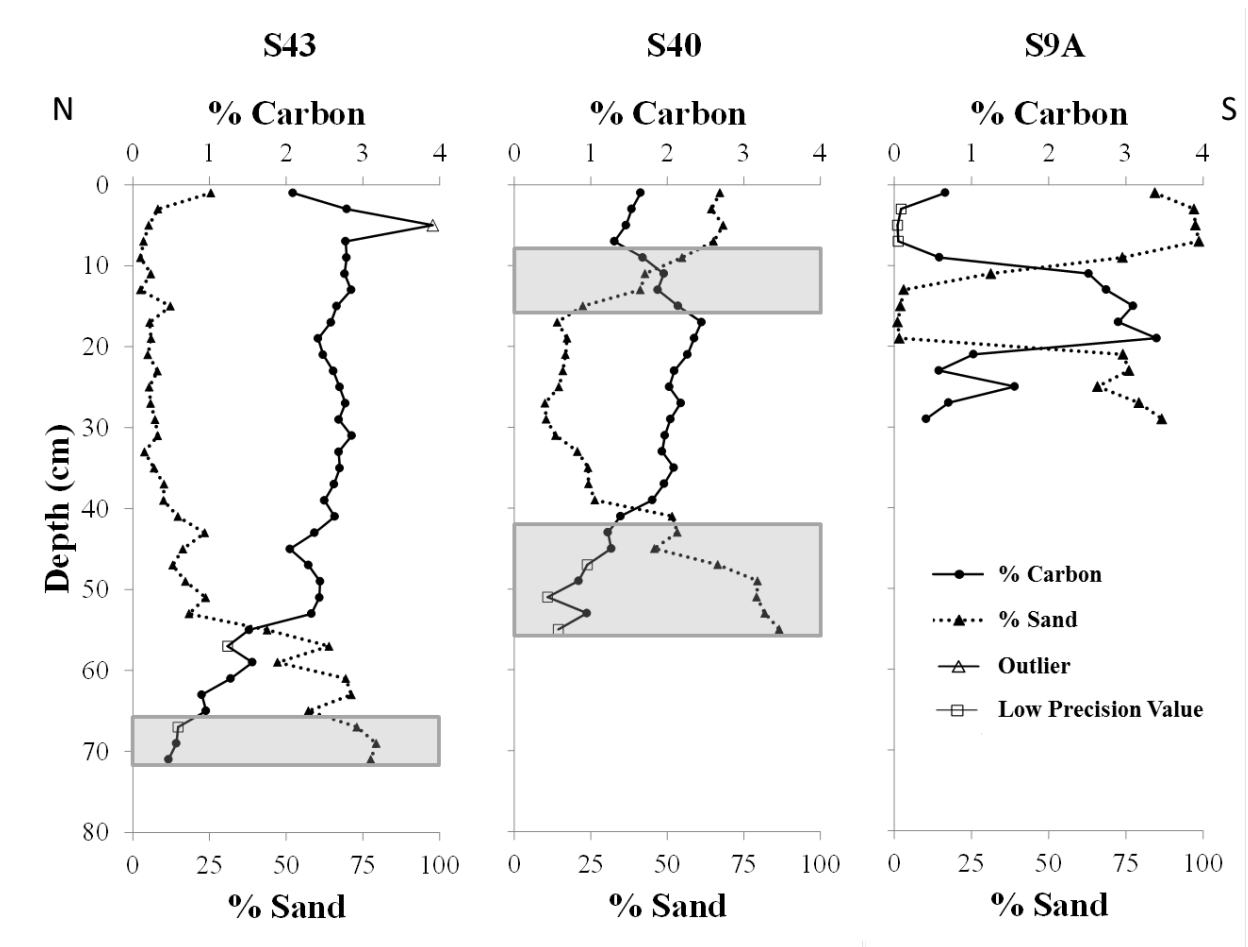 S43 S40 S9A
N % Carbon % Carbon % Carbon S
0 1 2 3 4 0 1 2 3 4 0 1 2 3 4
0
10
20
30
40
50
60
70
80
Depth (cm)
% Carbon
% Sand
Outlier
Low Precision Value
0 25 50 75 100 0 25 50 75 100 0 25 50 75 100
% Sand % Sand % Sand